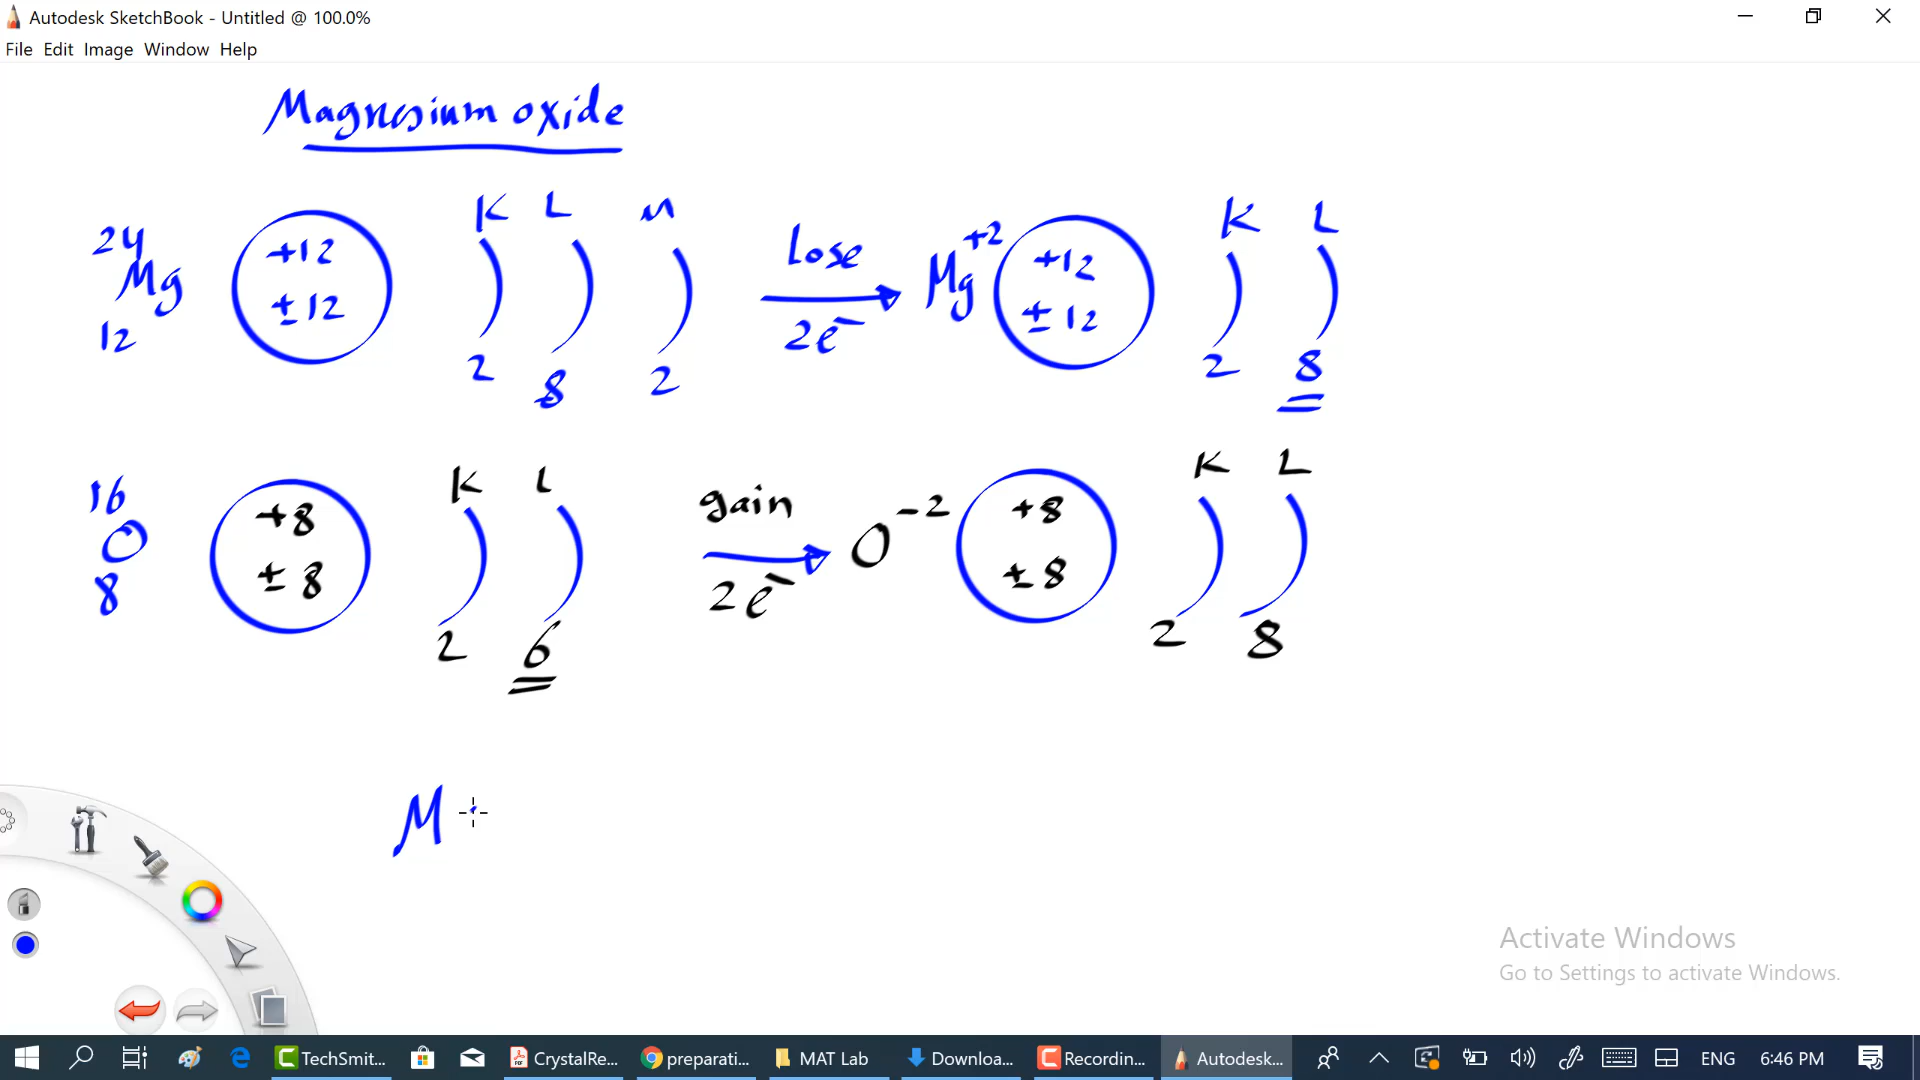 Autodesk SketchBook - Untitled @ 100.0%
File Edit Image Window Help
Magnesium oxide
K L M
K L
24
Mg
12
+12
± 12
Lose
2e⁻
Mg+2
+12
± 12
2 8 2
2 8
K L
K L
16
O
8
+8
± 8
gain
2e⁻
O-2
+8
± 8
2 6
2 8
M
Activate Windows
Go to Settings to activate Windows.
TechSmit... CrystalRe... preparati... MAT Lab Downloa... Recordin... Autodesk... ENG 6:46 PM